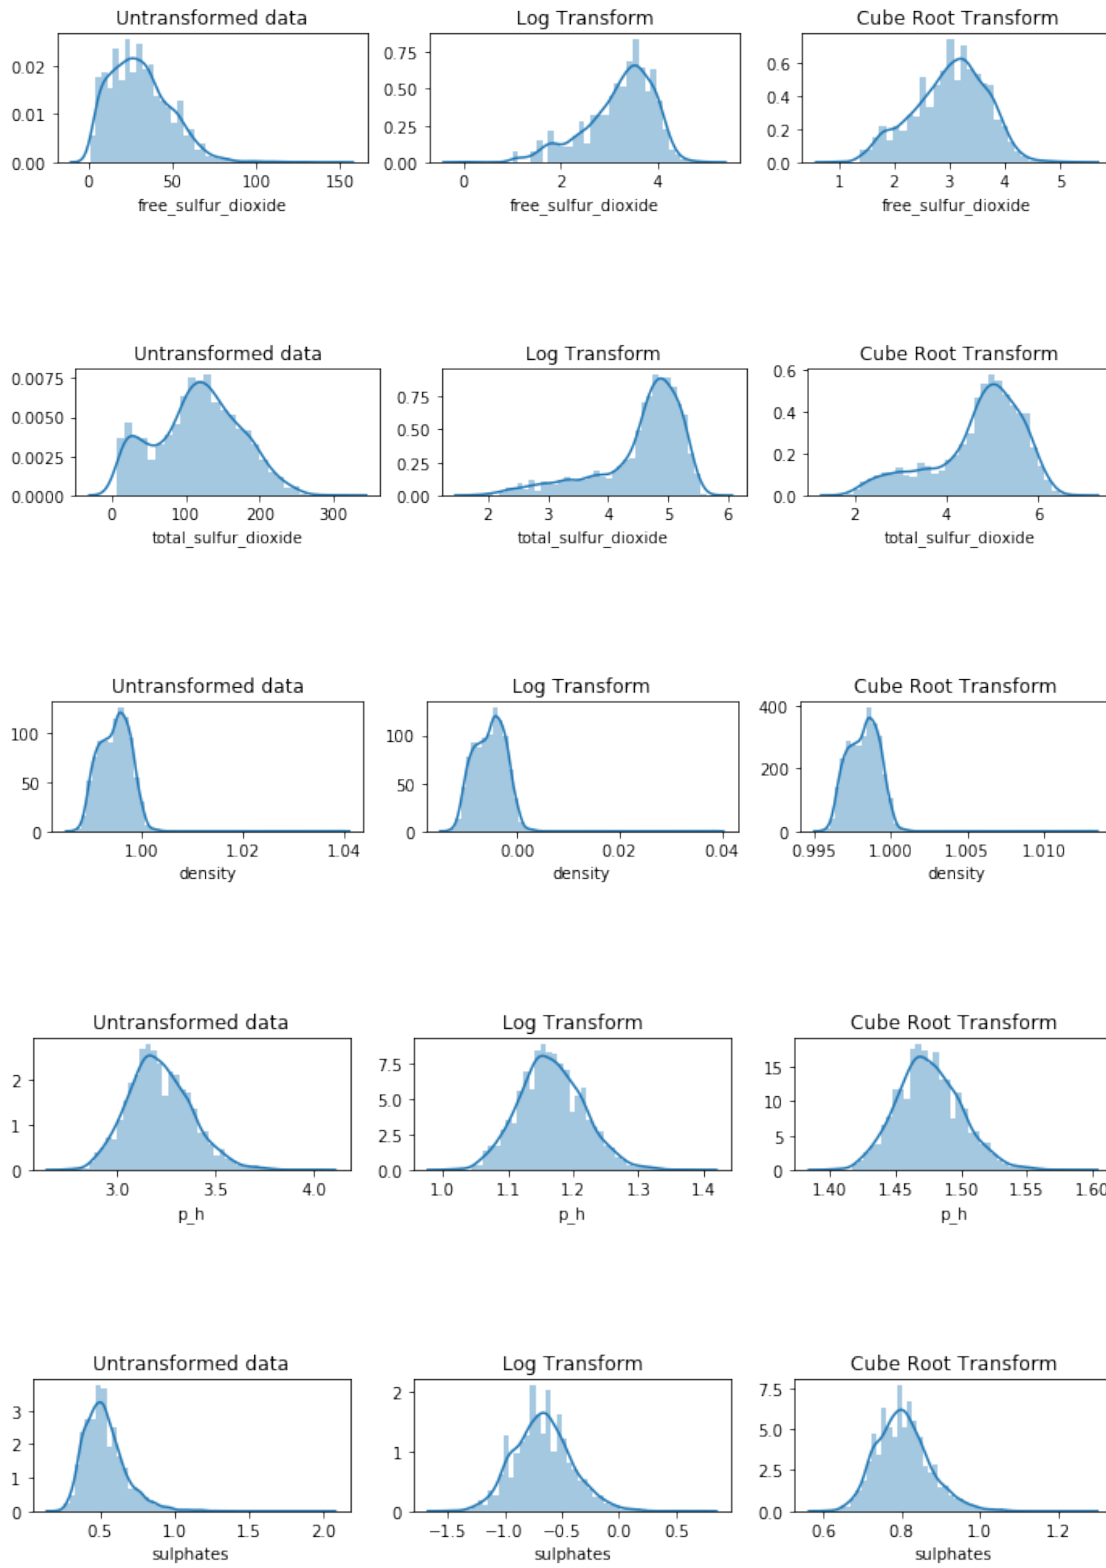 Untransformed data Log Transform Cube Root Transform
0.02 0.75 0.6
0.50 0.4
0.01 0.25 0.2
0.00 0.00 0.0
0 50 100 150 0 2 4 1 2 3 4 5
free_sulfur_dioxide free_sulfur_dioxide free_sulfur_dioxide
Untransformed data Log Transform Cube Root Transform
0.0075 0.75 0.6
0.0050 0.50 0.4
0.0025 0.25 0.2
0.0000 0.00 0.0
0 100 200 300 2 3 4 5 6 2 4 6
total_sulfur_dioxide total_sulfur_dioxide total_sulfur_dioxide
Untransformed data Log Transform Cube Root Transform
100 100 400
50 50 200
0 0 0
1.00 1.02 1.04 0.00 0.02 0.04 0.995 1.000 1.005 1.010
density density density
Untransformed data Log Transform Cube Root Transform
2 7.5 15
5.0 10
1 2.5 5
0 0.0 0
3.0 3.5 4.0 1.0 1.1 1.2 1.3 1.4 1.40 1.45 1.50 1.55 1.60
p_h p_h p_h
Untransformed data Log Transform Cube Root Transform
3 2 7.5
2 5.0
1 1 2.5
0 0 0.0
0.5 1.0 1.5 2.0 −1.5 −1.0 −0.5 0.0 0.5 0.6 0.8 1.0 1.2
sulphates sulphates sulphates